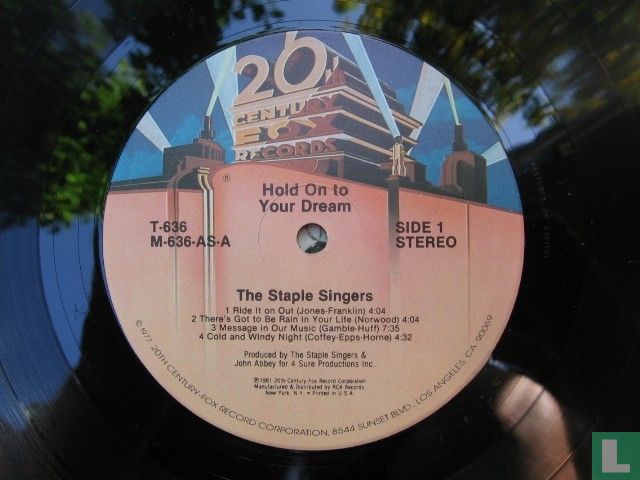 20
CENTURY
FOX
RECORDS
®
Hold On to
Your Dream
T-636
M-636-AS-A
SIDE 1
STEREO
The Staple Singers
1 Ride It on Out (Jones-Franklin) 4:04
2 There's Got to Be Rain in Your Life (Norwood) 4:04
3 Message in Our Music (Gamble-Huff) 7:35
4 Cold and Windy Night (Coffey-Epps-Horne) 4:32
Produced by The Staple Singers &
John Abbey for 4 Sure Productions Inc.
℗1981 20th Century-Fox Record Corporation
Manufactured & Distributed by RCA Records
New York, N.Y. • Printed in U S A
©1977 20TH CENTURY-FOX RECORD CORPORATION, 8544 SUNSET BLVD., LOS ANGELES, CA. 90069
L